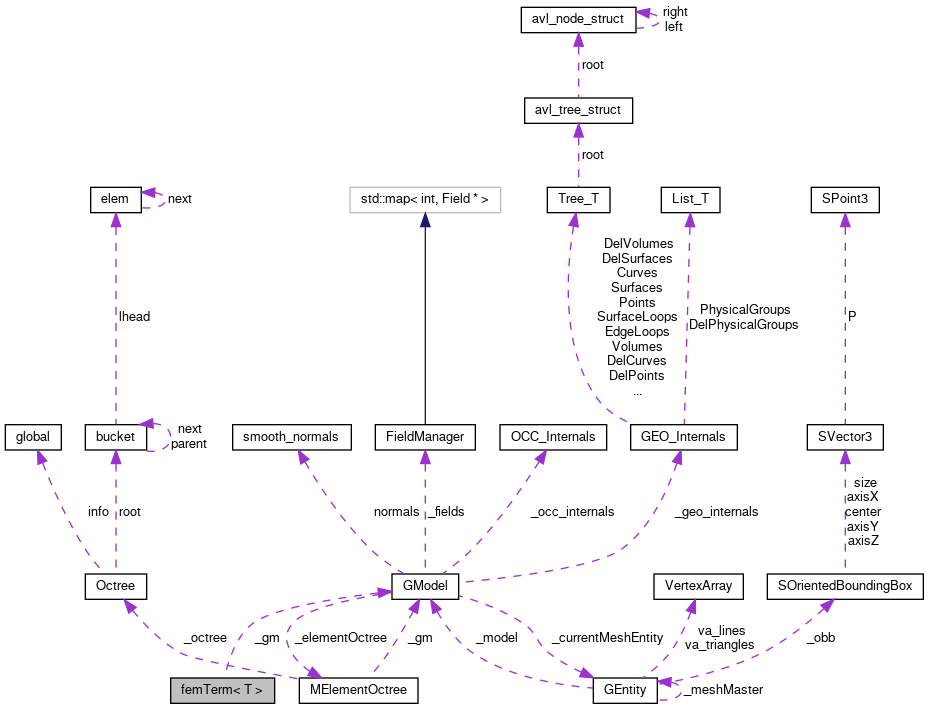 avl_node_struct
right
left
root
avl_tree_struct
root
elem
next
std::map< int, Field * >
Tree_T
List_T
SPoint3
DelVolumes
DelSurfaces
Curves
Surfaces
Points
SurfaceLoops
EdgeLoops
Volumes
DelCurves
DelPoints
...
PhysicalGroups
DelPhysicalGroups
lhead
P
global
bucket
next
parent
smooth_normals
FieldManager
OCC_Internals
GEO_Internals
SVector3
info
root
normals
_fields
_occ_internals
_geo_internals
size
axisX
center
axisY
axisZ
Octree
GModel
VertexArray
SOrientedBoundingBox
_octree
_gm
_elementOctree
_gm
_model
_currentMeshEntity
va_lines
va_triangles
_obb
femTerm< T >
MElementOctree
GEntity
_meshMaster